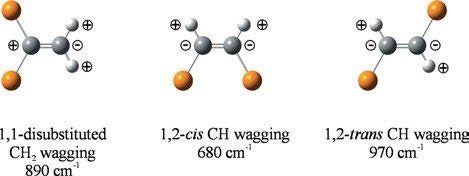 ⊕ ⊖ ⊕ ⊕
⊕ ⊖ ⊖ ⊕
⊕ ⊖ ⊖ ⊕
1,1-disubstituted CH₂ wagging 890 cm⁻¹
1,2-cis CH wagging 680 cm⁻¹
1,2-trans CH wagging 970 cm⁻¹